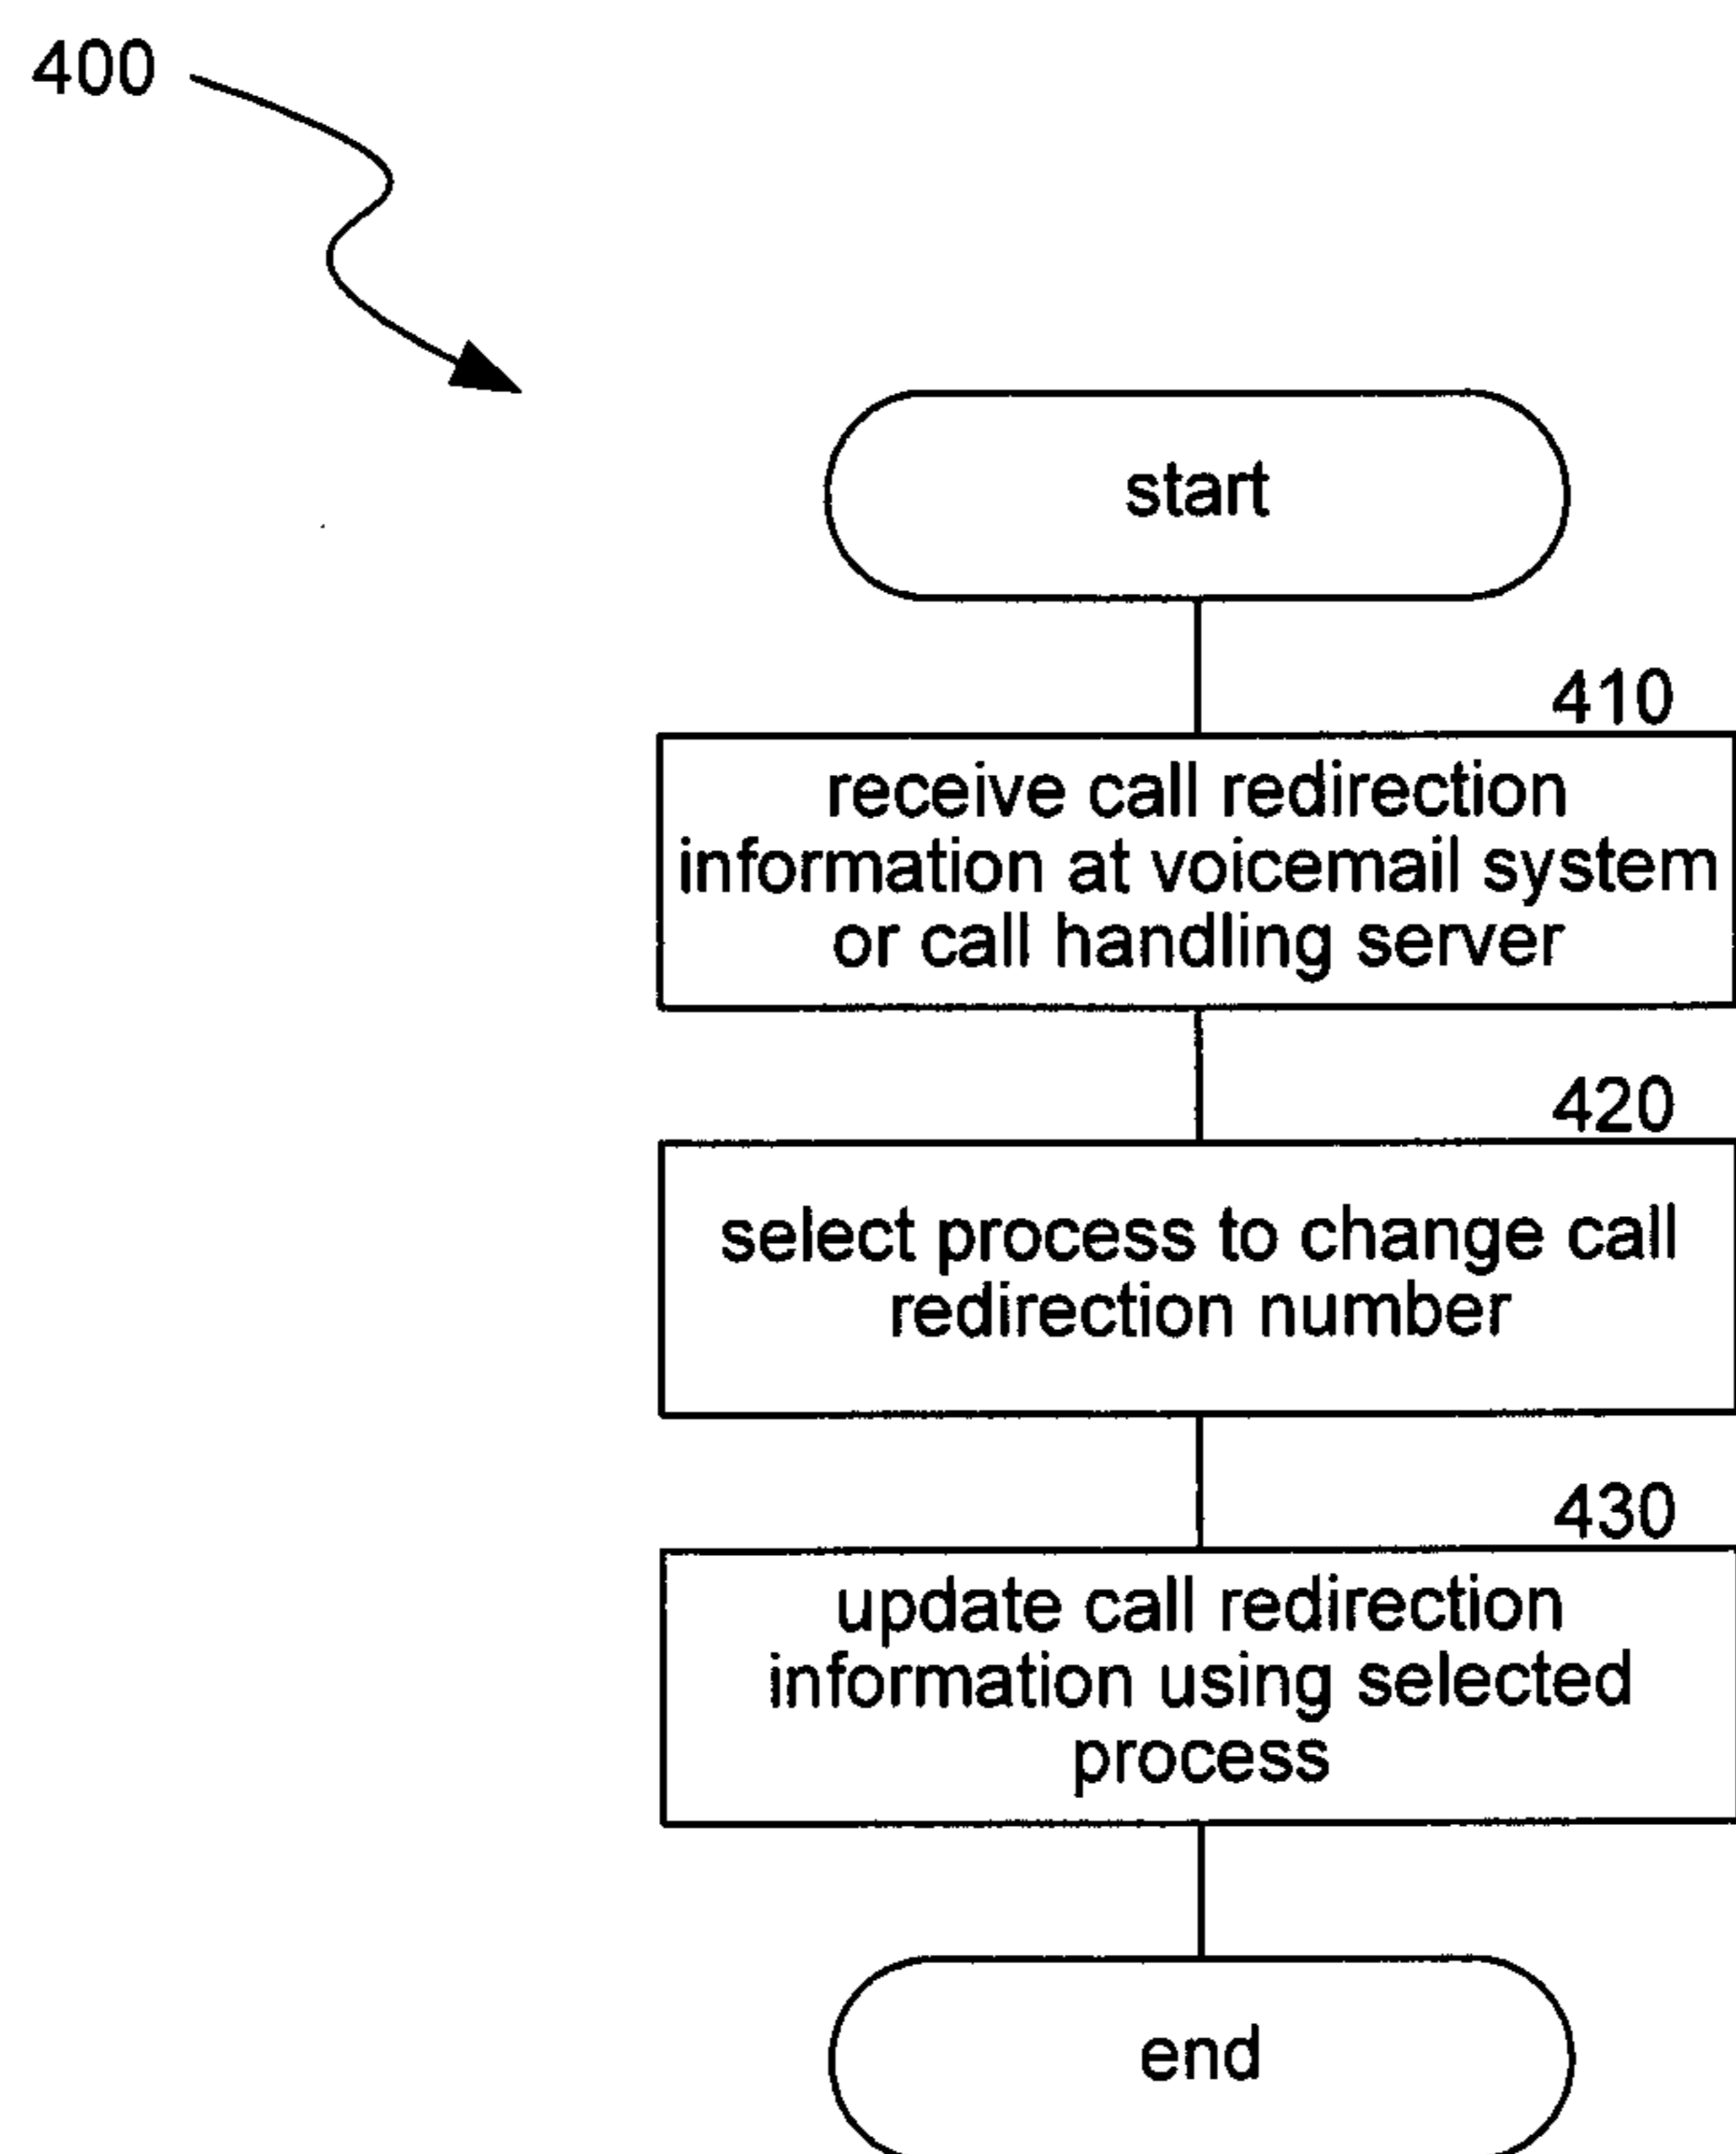 400
start
410
receive call redirection
information at voicemail system
or call handling server
420
select process to change call
redirection number
430
update call redirection
information using selected
process
end